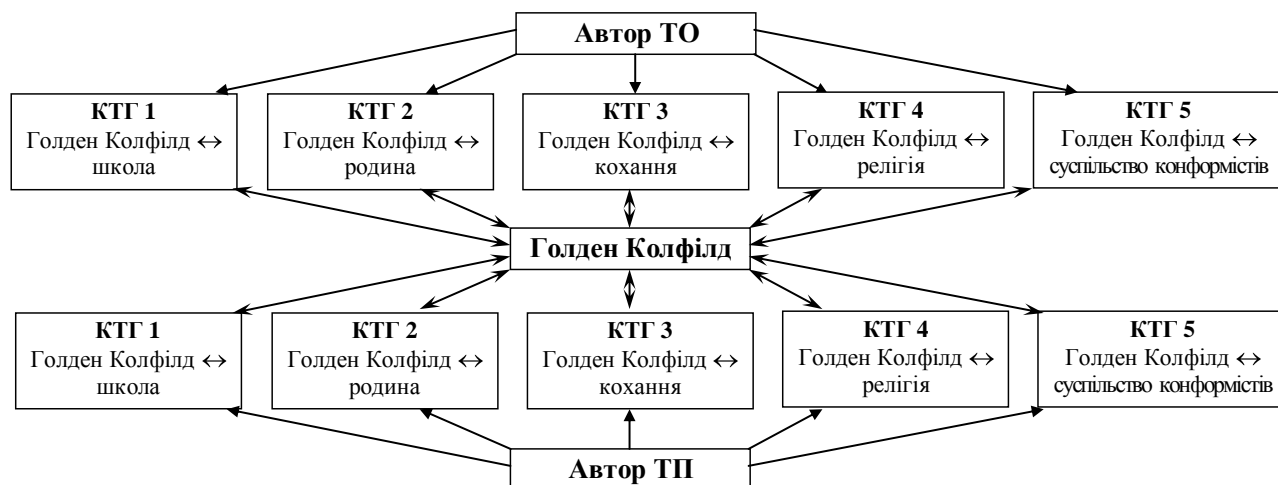 Автор ТО
КТГ 1
Голден Колфілд ↔
школа
КТГ 2
Голден Колфілд ↔
родина
КТГ 3
Голден Колфілд ↔
кохання
КТГ 4
Голден Колфілд ↔
релігія
КТГ 5
Голден Колфілд ↔
суспільство конформістів
Голден Колфілд
КТГ 1
Голден Колфілд ↔
школа
КТГ 2
Голден Колфілд ↔
родина
КТГ 3
Голден Колфілд ↔
кохання
КТГ 4
Голден Колфілд ↔
релігія
КТГ 5
Голден Колфілд ↔
суспільство конформістів
Автор ТП